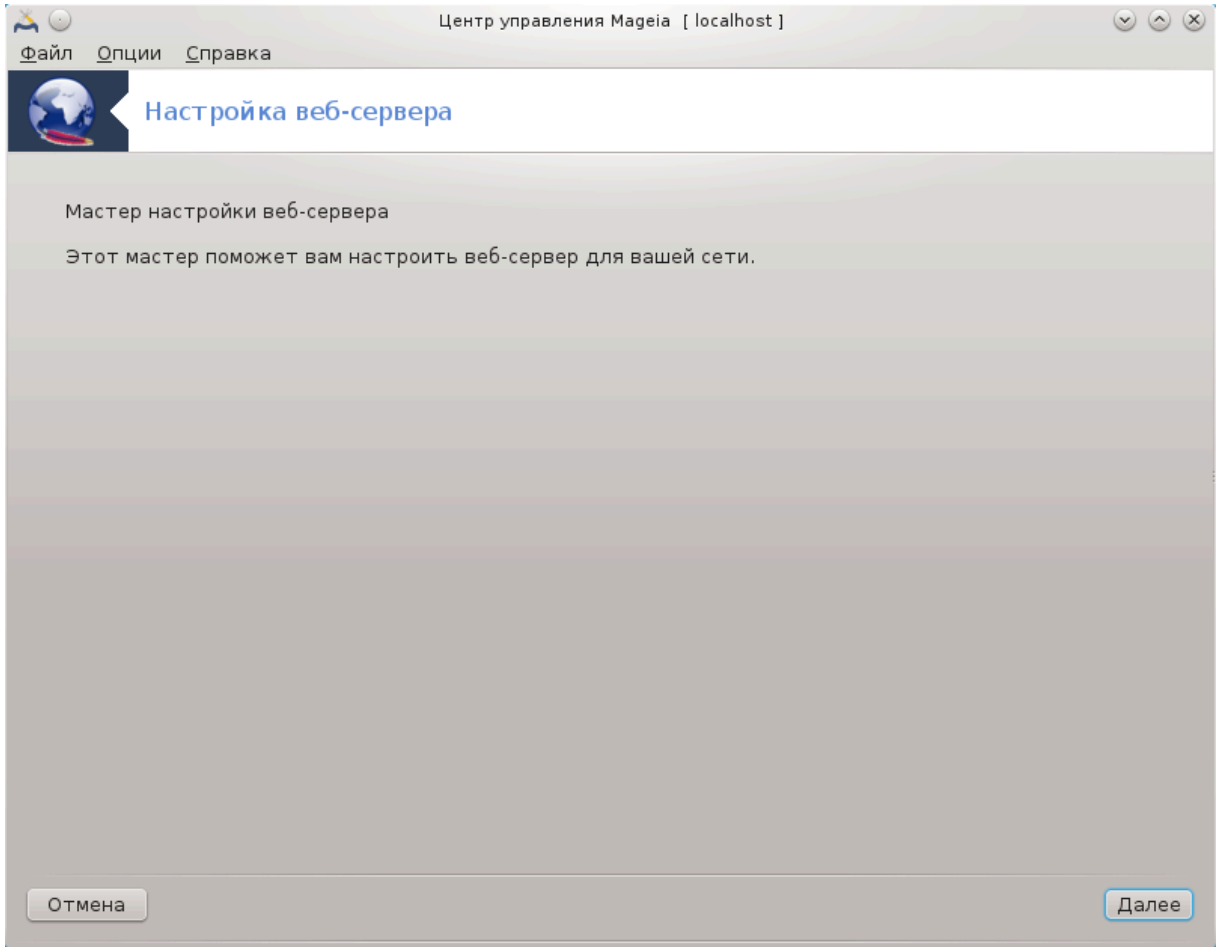 Центр управления Mageia [ localhost ]
Файл Опции Справка
Настройка веб-сервера
Мастер настройки веб-сервера
Этот мастер поможет вам настроить веб-сервер для вашей сети.
Отмена Далее